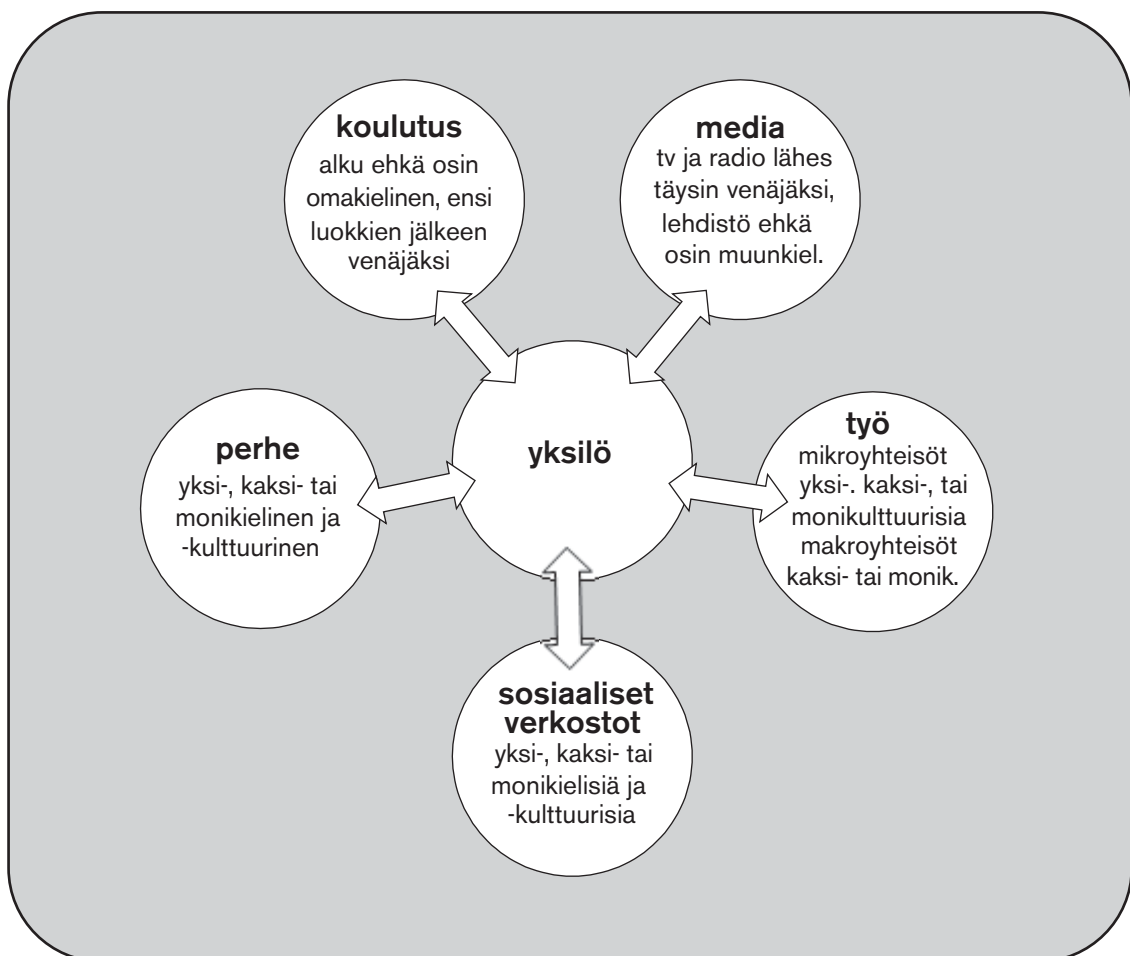 koulutus
alku ehkä osin
omakielinen, ensi
luokkien jälkeen
venäjäksi
media
tv ja radio lähes
täysin venäjäksi,
lehdistö ehkä
osin muunkiel.
perhe
yksi-, kaksi- tai
monikielinen ja
-kulttuurinen
yksilö
työ
mikroyhteisöt
yksi-. kaksi-, tai
monikulttuurisia
makroyhteisöt
kaksi- tai monik.
sosiaaliset
verkostot
yksi-, kaksi- tai
monikielisiä ja
-kulttuurisia